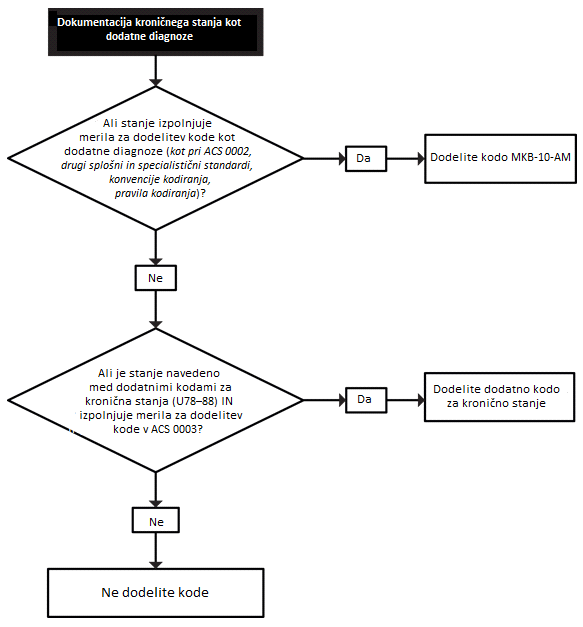 Dokumentacija kroničnega stanja kot
dodatne diagnoze
Ali stanje izpolnjuje
merila za dodelitev kode kot
dodatne diagnoze (kot pri ACS 0002,
drugi splošni in specialistični standardi,
konvencije kodiranja,
pravila kodiranja)?
Da
Dodelite kodo MKB-10-AM
Ne
Ali je stanje navedeno
med dodatnimi kodami za
kronična stanja (U78–88) IN
izpolnjuje merila za dodelitev
kode v ACS 0003?
Da
Dodelite dodatno kodo
za kronično stanje
Ne
Ne dodelite kode